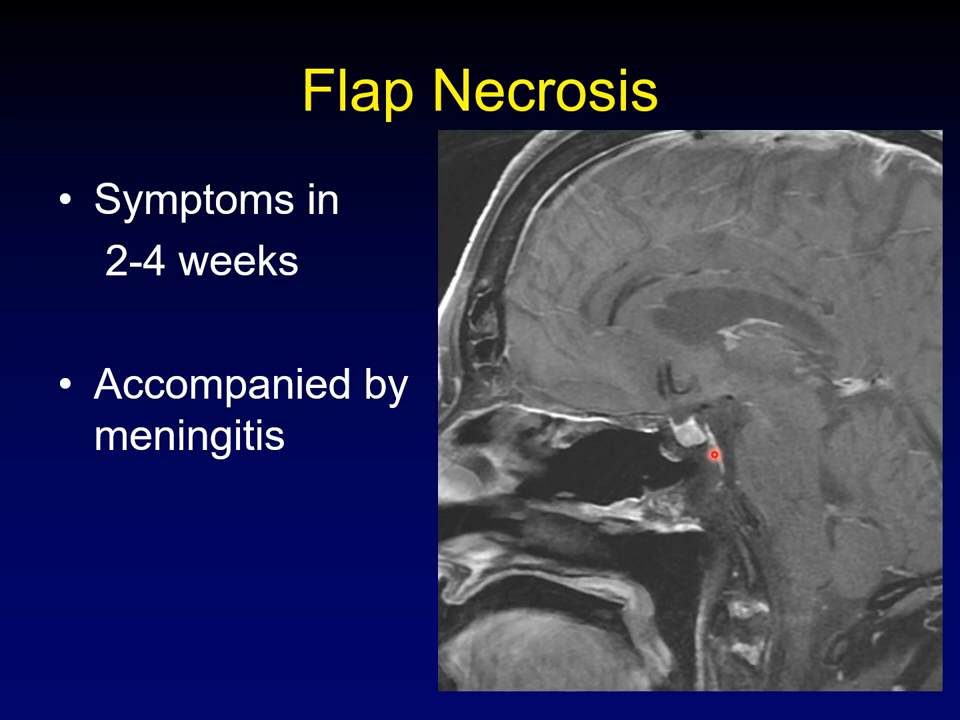 Flap Necrosis
• Symptoms in
2-4 weeks
• Accompanied by
meningitis